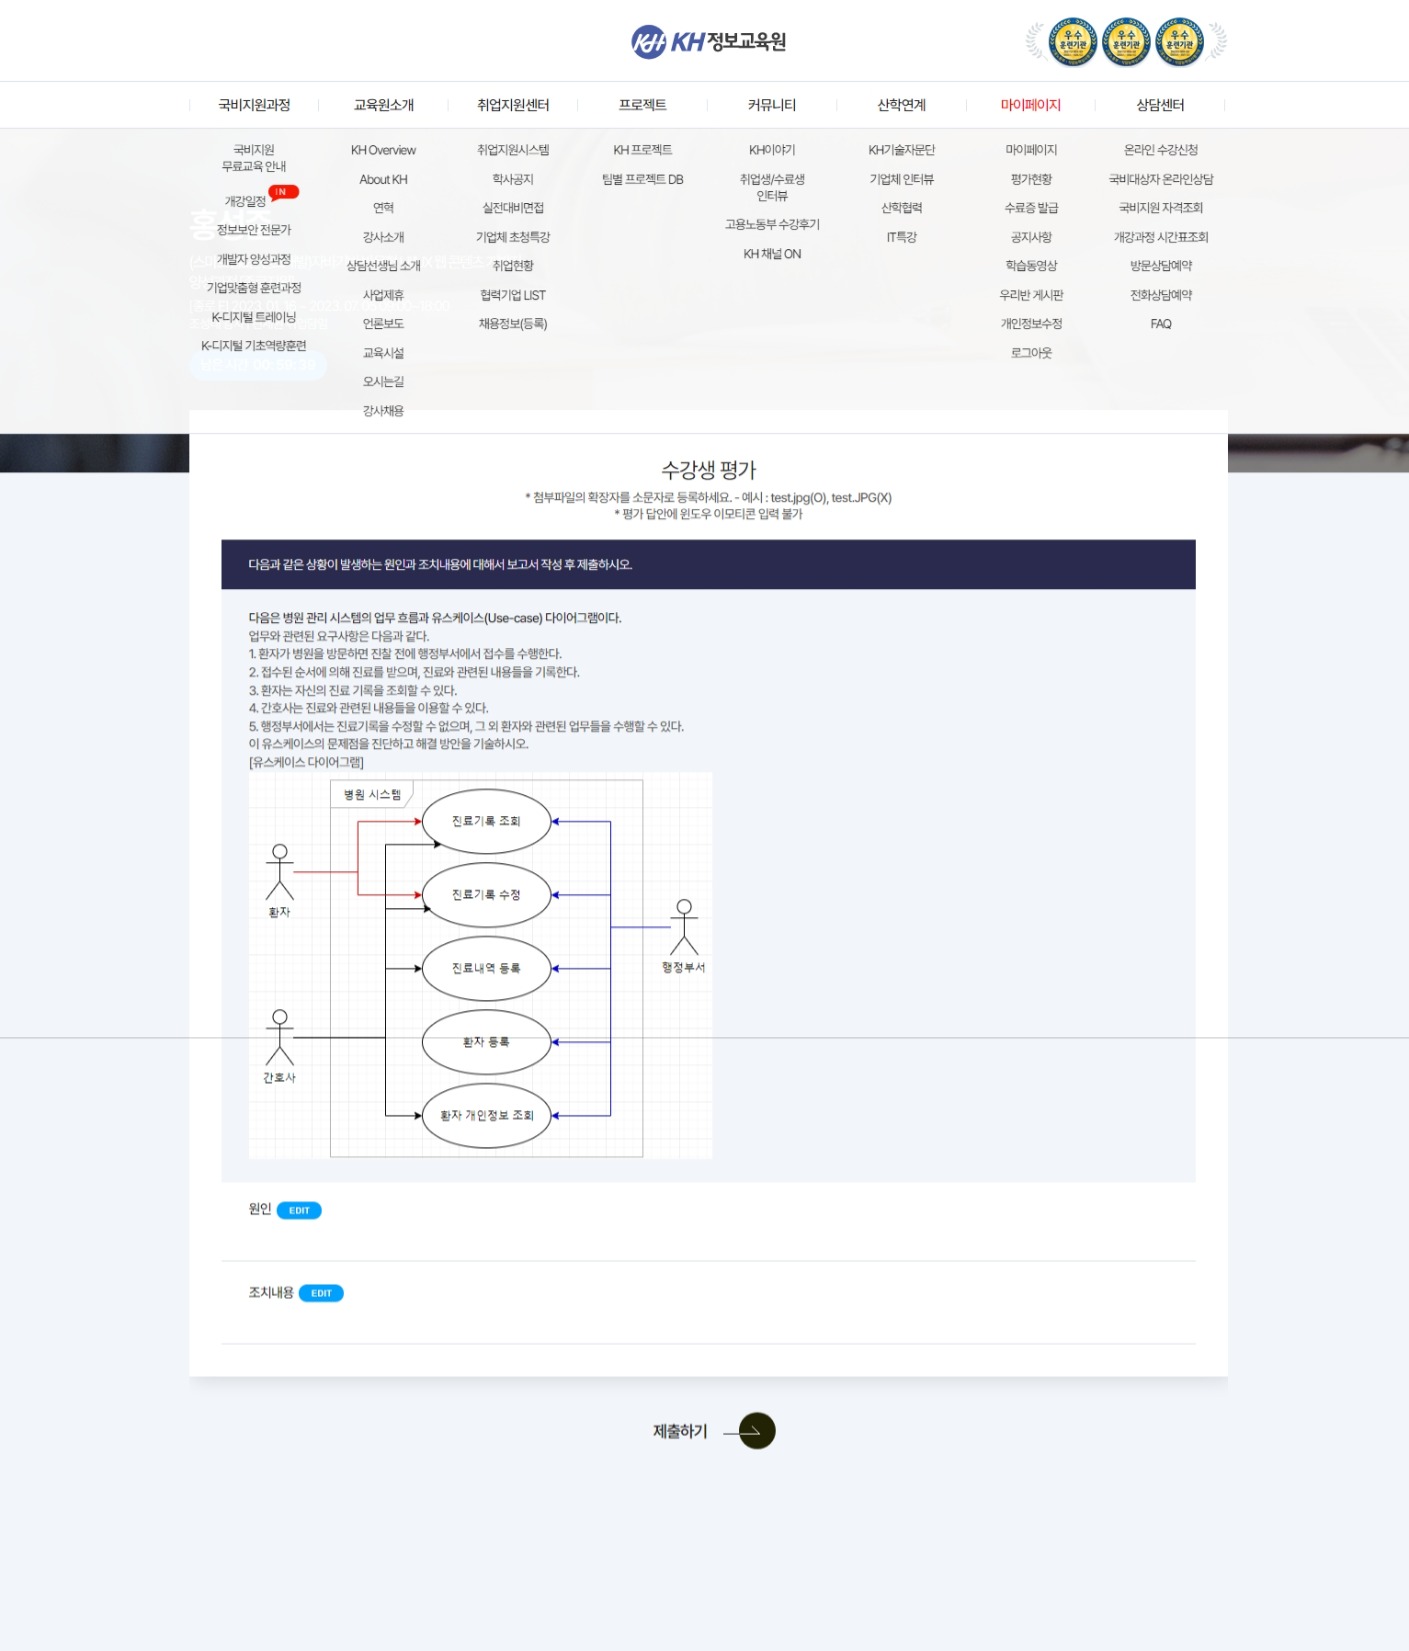 KH 정보교육원
우수
훈련기관
우수
훈련기관
우수
훈련기관
국비지원과정 교육원소개 취업지원센터 프로젝트 커뮤니티 산학연계 마이페이지 상담센터
국비지원
무료교육 안내
개강일정 IN
정보보안 전문가
개발자 양성과정
기업맞춤형 훈련과정
K-디지털 트레이닝
K-디지털 기초역량훈련
KH Overview
About KH
연혁
강사소개
상담선생님 소개
사업제휴
언론보도
교육시설
오시는길
강사채용
취업지원시스템
학사공지
실전대비면접
기업체 초청특강
취업현황
협력기업 LIST
채용정보(등록)
KH 프로젝트
팀별 프로젝트 DB
KH이야기
취업생/수료생
인터뷰
고용노동부 수강후기
KH 채널 ON
KH기술자문단
기업체 인터뷰
산학협력
IT특강
마이페이지
평가현황
수료증 발급
공지사항
학습동영상
우리반 게시판
개인정보수정
로그아웃
온라인 수강신청
국비대상자 온라인상담
국비지원 자격조회
개강과정 시간표조회
방문상담예약
전화상담예약
FAQ
수강생 평가
* 첨부파일의 확장자를 소문자로 등록하세요. - 예시 : test.jpg(O), test.JPG(X)
* 평가 답안에 윈도우 이모티콘 입력 불가
다음과 같은 상황이 발생하는 원인과 조치내용에 대해서 보고서 작성 후 제출하시오.
다음은 병원 관리 시스템의 업무 흐름과 유스케이스(Use-case) 다이어그램이다.
업무와 관련된 요구사항은 다음과 같다.
1. 환자가 병원을 방문하면 진찰 전에 행정부서에서 접수를 수행한다.
2. 접수된 순서에 의해 진료를 받으며, 진료와 관련된 내용들을 기록한다.
3. 환자는 자신의 진료 기록을 조회할 수 있다.
4. 간호사는 진료와 관련된 내용들을 이용할 수 있다.
5. 행정부서에서는 진료기록을 수정할 수 없으며, 그 외 환자와 관련된 업무들을 수행할 수 있다.
이 유스케이스의 문제점을 진단하고 해결 방안을 기술하시오.
[유스케이스 다이어그램]
병원 시스템
진료기록 조회
진료기록 수정
진료내역 등록
환자 등록
환자 개인정보 조회
환자
간호사
행정부서
원인 EDIT
조치내용 EDIT
제출하기